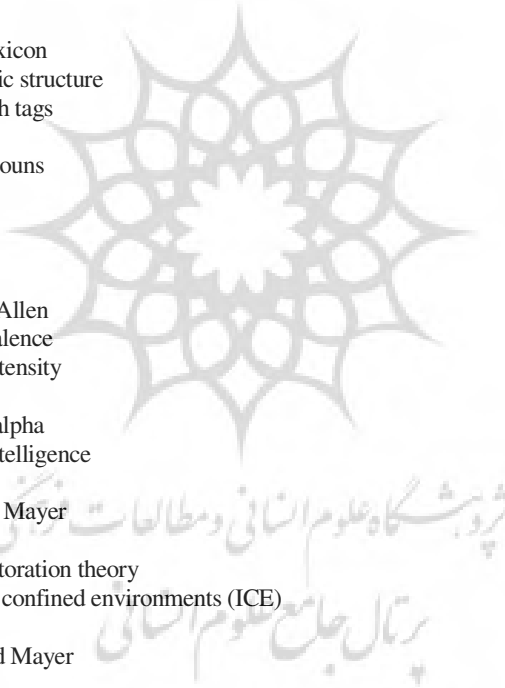 xicon
ic structure
h tags
ouns
Allen
alence
tensity
alpha
telligence
Mayer
پژوهشگاه علوم انسانی و مطالعات فرهنگی
toration theory
confined environments (ICE)
پرتال جامع علوم انسانی
d Mayer